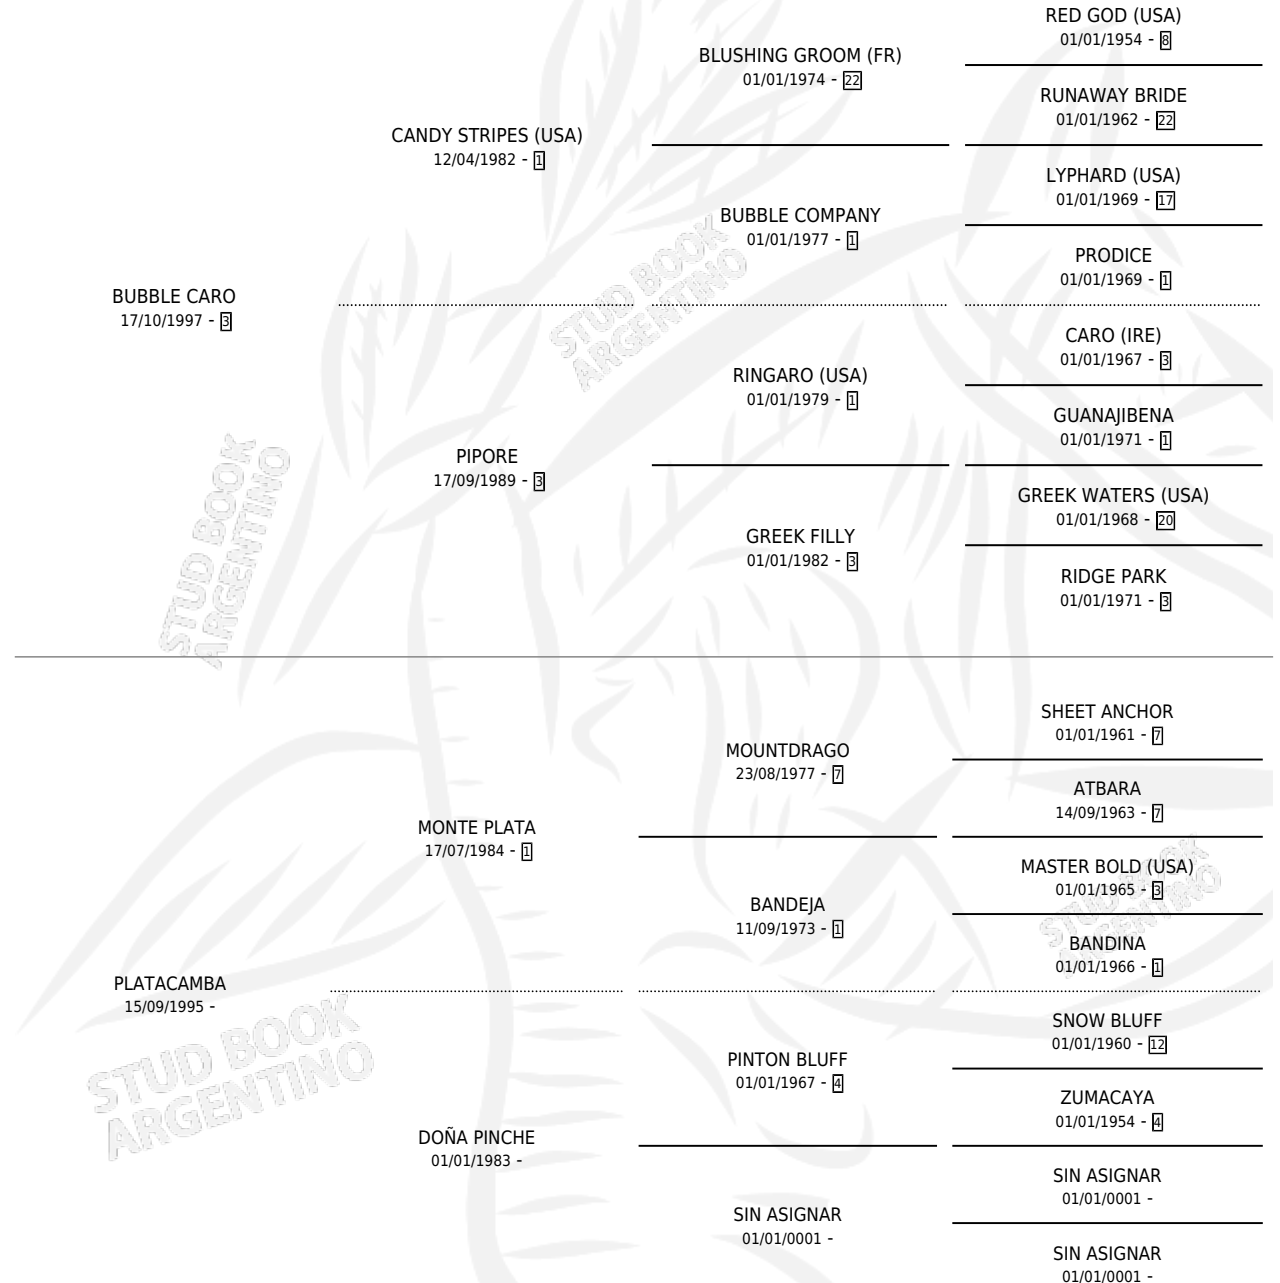 BUBBLE CARO
17/10/1997 - 3
CANDY STRIPES (USA)
12/04/1982 - 1
BLUSHING GROOM (FR)
01/01/1974 - 22
RED GOD (USA)
01/01/1954 - 8
RUNAWAY BRIDE
01/01/1962 - 22
BUBBLE COMPANY
01/01/1977 - 1
LYPHARD (USA)
01/01/1969 - 17
PRODICE
01/01/1969 - 1
PIPORE
17/09/1989 - 3
RINGARO (USA)
01/01/1979 - 1
CARO (IRE)
01/01/1967 - 3
GUANAJIBENA
01/01/1971 - 1
GREEK FILLY
01/01/1982 - 3
GREEK WATERS (USA)
01/01/1968 - 20
RIDGE PARK
01/01/1971 - 3
PLATACAMBA
15/09/1995 -
MONTE PLATA
17/07/1984 - 1
MOUNTDRAGO
23/08/1977 - 7
SHEET ANCHOR
01/01/1961 - 7
ATBARA
14/09/1963 - 7
BANDEJA
11/09/1973 - 1
MASTER BOLD (USA)
01/01/1965 - 3
BANDINA
01/01/1966 - 1
DOÑA PINCHE
01/01/1983 -
PINTON BLUFF
01/01/1967 - 4
SNOW BLUFF
01/01/1960 - 12
ZUMACAYA
01/01/1954 - 4
SIN ASIGNAR
01/01/0001 -
SIN ASIGNAR
01/01/0001 -
SIN ASIGNAR
01/01/0001 -
STUD BOOK
ARGENTINO
STUD BOOK
ARGENTINO
STUD BOOK
ARGENTINO
STUD BOOK
ARGENTINO